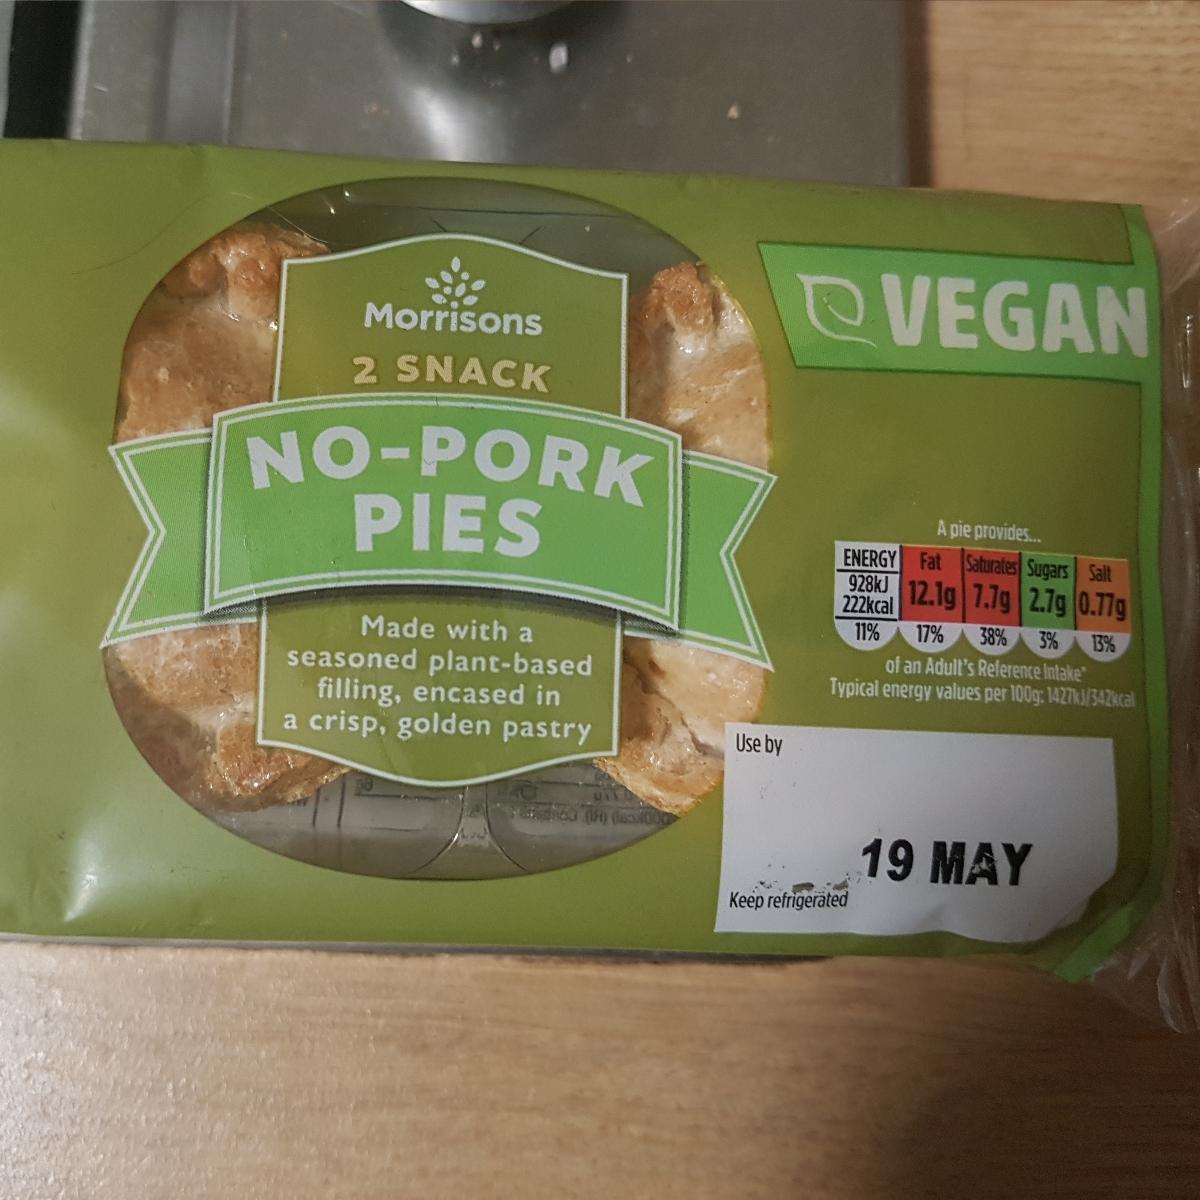 Morrisons
2 SNACK
NO-PORK
PIES
Made with a
seasoned plant-based
filling, encased in
a crisp, golden pastry
VEGAN
A pie provides...
ENERGY Fat Saturates Sugars Salt
928kJ
222kcal 12.1g 7.7g 2.7g 0.77g
11% 17% 38% 3% 13%
of an Adult's Reference Intake*
Typical energy values per 100g: 1427kJ/342kcal
Use by
19 MAY
Keep refrigerated